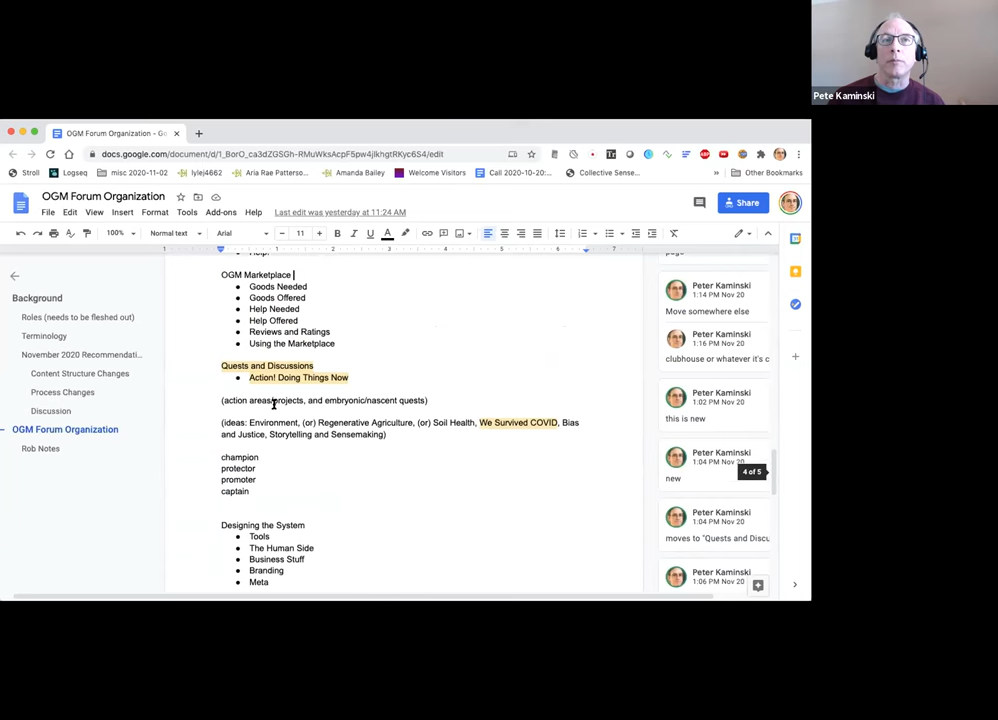 Pete Kaminski
OGM Forum Organization - Go
docs.google.com/document/d/1_BorO_ca3dZGSGh-RMuWksAcpF5pw4jlkhgtRKyc6S4/edit
Stroll
Logseq
misc 2020-11-02
lylej4662
Aria Rae Patterso...
Amanda Bailey
Welcome Visitors
Call 2020-10-20:...
Collective Sense...
»
Other Bookmarks
OGM Forum Organization
File Edit View Insert Format Tools Add-ons Help Last edit was yesterday at 11:24 AM
Share
100% Normal text Arial 11
Help!
OGM Marketplace
Goods Needed
Goods Offered
Help Needed
Help Offered
Reviews and Ratings
Using the Marketplace
Quests and Discussions
Action! Doing Things Now
(action areas/projects, and embryonic/nascent quests)
(ideas: Environment, (or) Regenerative Agriculture, (or) Soil Health, We Survived COVID, Bias
and Justice, Storytelling and Sensemaking)
champion
protector
promoter
captain
Designing the System
Tools
The Human Side
Business Stuff
Branding
Meta
Background
Roles (needs to be fleshed out)
Terminology
November 2020 Recommendati...
Content Structure Changes
Process Changes
Discussion
OGM Forum Organization
Rob Notes
page
Peter Kaminski
1:14 PM Nov 20
Move somewhere else
Peter Kaminski
1:16 PM Nov 20
clubhouse or whatever it's c
Peter Kaminski
1:02 PM Nov 20
this is new
Peter Kaminski
1:04 PM Nov 20
new
4 of 5
Peter Kaminski
1:04 PM Nov 20
moves to "Quests and Discu
Peter Kaminski
1:06 PM Nov 20